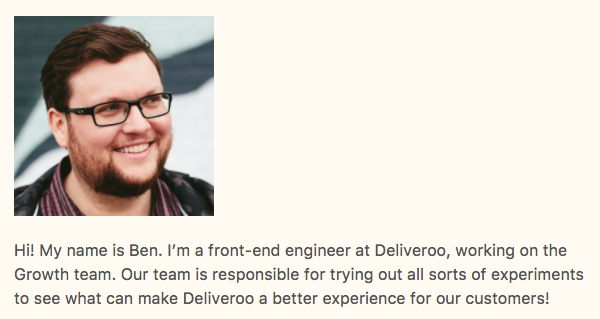 Hi! My name is Ben. I’m a front-end engineer at Deliveroo, working on the
Growth team. Our team is responsible for trying out all sorts of experiments
to see what can make Deliveroo a better experience for our customers!